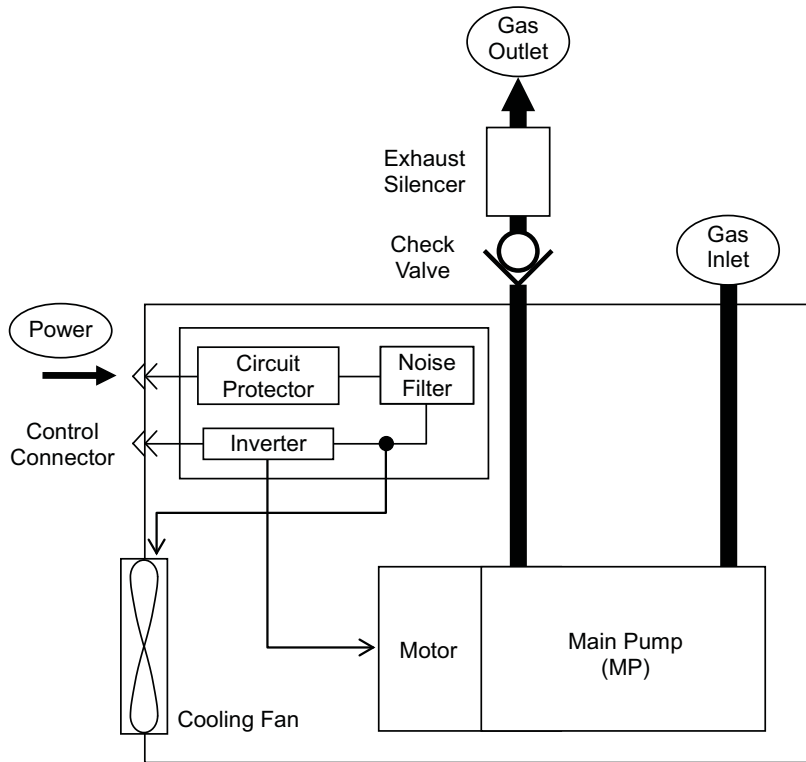 Gas
Outlet
Exhaust
Silencer
Check
Valve
Gas
Inlet
Power
Circuit
Protector
Noise
Filter
Control
Connector
Inverter
Motor
Main Pump
(MP)
Cooling Fan